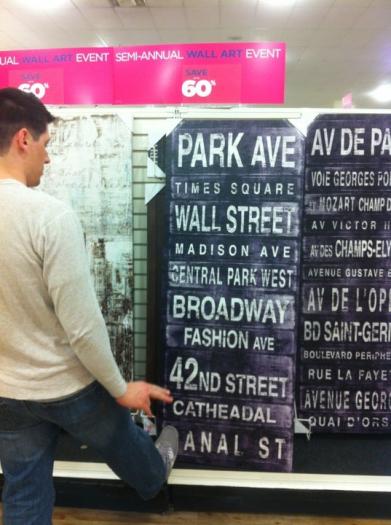 UAL WALL ART EVENT
SAVE
60%
SEMI-ANNUAL WALL ART EVENT
SAVE
60%
PARK AVE
TIMES SQUARE
WALL STREET
MADISON AVE
CENTRAL PARK WEST
BROADWAY
FASHION AVE
42ND STREET
CATHEADAL
ANAL ST
AV DE PA
VOIE GEORGES PO
MOZART CHAMP D
AV VICTOR H
AV DES CHAMPS-ELY
AVENUE GUSTAVE
AV DE L'OP
BD SAINT-GER
BOULEVARD PERIPHE
RUE LA FAYE
AVENUE GEOR
QUAI D'ORS